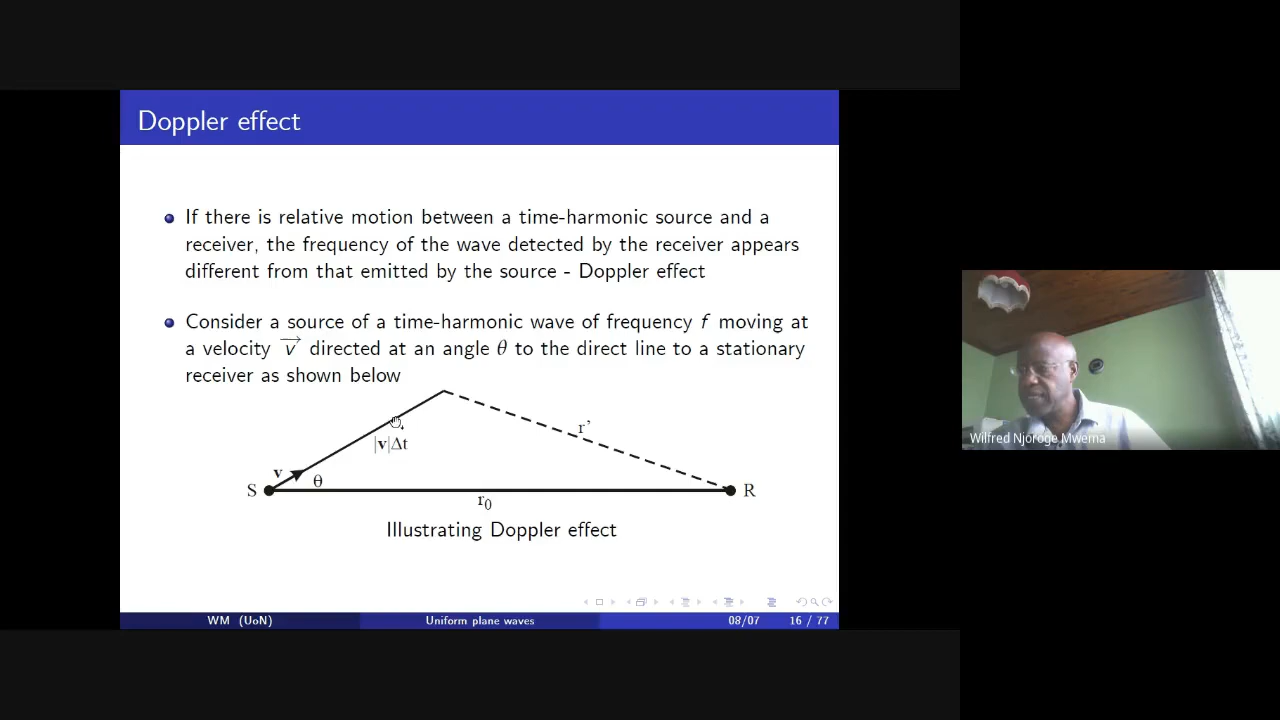 Doppler effect
If there is relative motion between a time-harmonic source and a
receiver, the frequency of the wave detected by the receiver appears
different from that emitted by the source - Doppler effect
Consider a source of a time-harmonic wave of frequency f moving at
a velocity v⃗ directed at an angle θ to the direct line to a stationary
receiver as shown below
r'
|v|Δt
v
θ
S
R
r₀
Illustrating Doppler effect
Wilfred Njoroge Mwema
WM (UoN) Uniform plane waves 08/07 16 / 77